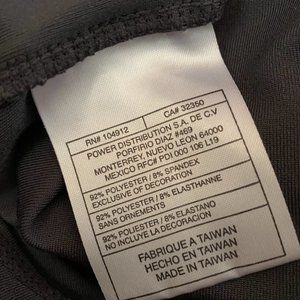 RN# 104912 CA# 32350
POWER DISTRIBUTION S.A. DE C.V
PORFIRIO DIAZ #469
MONTERREY, NUEVO LEÓN 64000
MEXICO RFC# PDI 000 106 L19
92% POLYESTER / 8% SPANDEX
EXCLUSIVE OF DECORATION
92% POLYESTER / 8% ELASTHANNE
SANS ORNEMENTS
92% POLYESTER / 8% ELASTANO
NO INCLUYE LA DECORACION
FABRIQUE A TAIWAN
HECHO EN TAIWAN
MADE IN TAIWAN